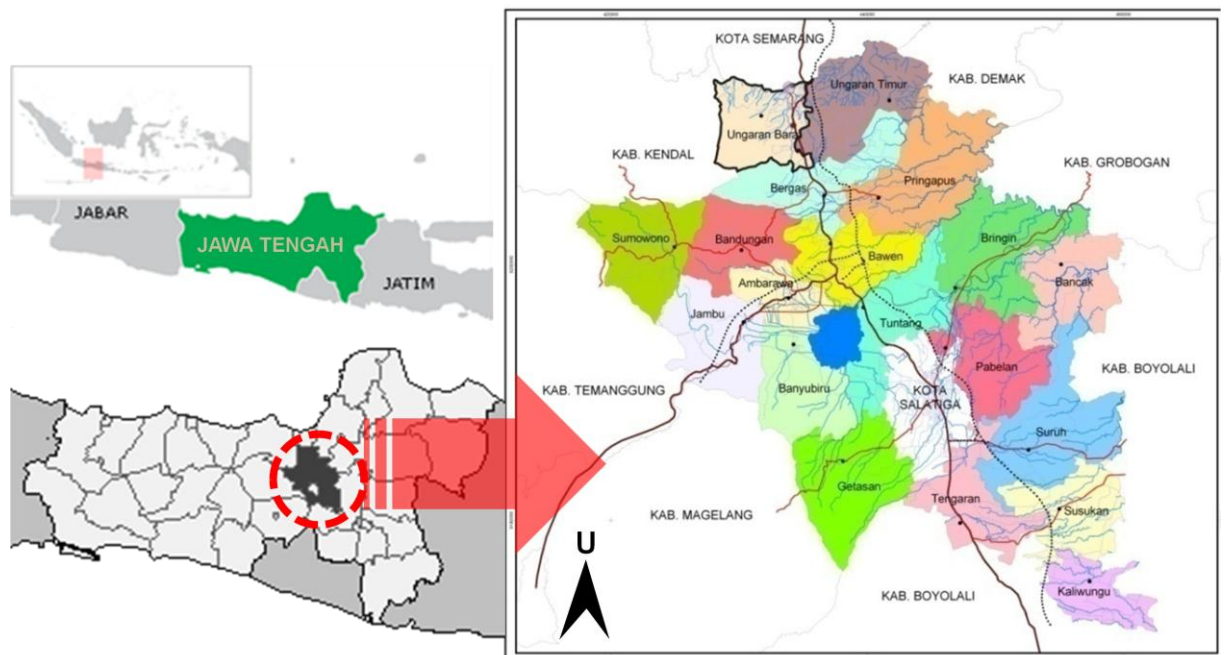 JABAR
JAWA TENGAH
JATIM
KOTA SEMARANG
Ungaran Timur
KAB. DEMAK
Ungaran Barat
KAB. KENDAL
KAB. GROBOGAN
Bergas
Pringapus
Sumowono
Bandungan
Bringin
Bawen
Ambarawa
Bancak
Jambu
Tuntang
Pabelan
KAB. TEMANGGUNG
Banyubiru
KOTA
SALATIGA
KAB. BOYOLALI
Suruh
Getasan
Tengaran
Susukan
KAB. MAGELANG
U
KAB. BOYOLALI
Kaliwungu